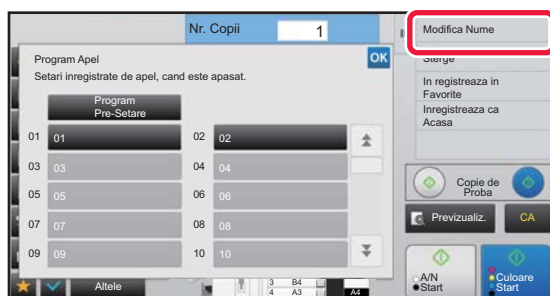 Nr. Copii 1
Program Apel
OK
Setari inregistrate de apel, cand este apasat.
Program
Pre-Setare
01 01 02 02
03 03 04 04
05 05 06 06
07 07 08 08
09 09 10 10
Altele
3 B4
4 A3
A4
Modifica Nume
Sterge
In registreaza in
Favorite
Inregistreaza ca
Acasa
Copie de
Proba
Previzualiz.
CA
A/N
Start
Culoare
Start